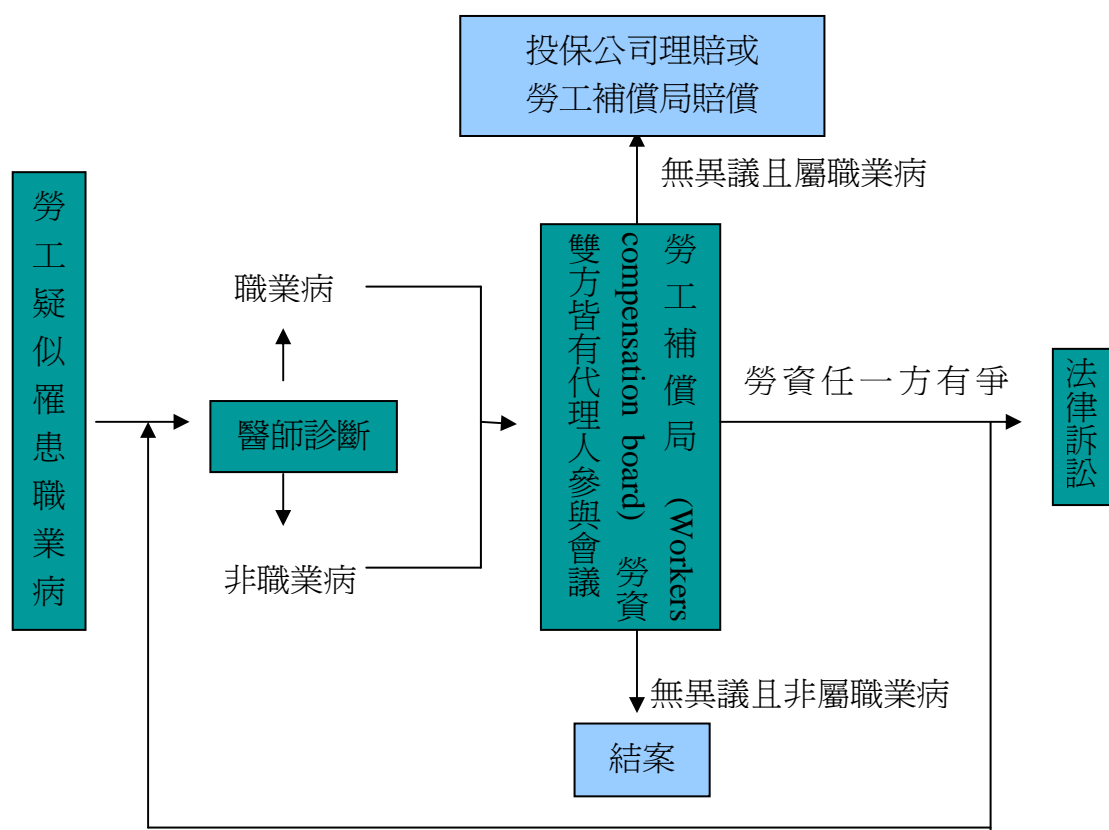 投保公司理賠或
勞工補償局賠償
無異議且屬職業病
勞工疑似罹患職業病
職業病
醫師診斷
非職業病
勞工補償局 (Workers
compensation board) 勞資
雙方皆有代理人參與會議
勞資任一方有爭
法律訴訟
無異議且非屬職業病
結案